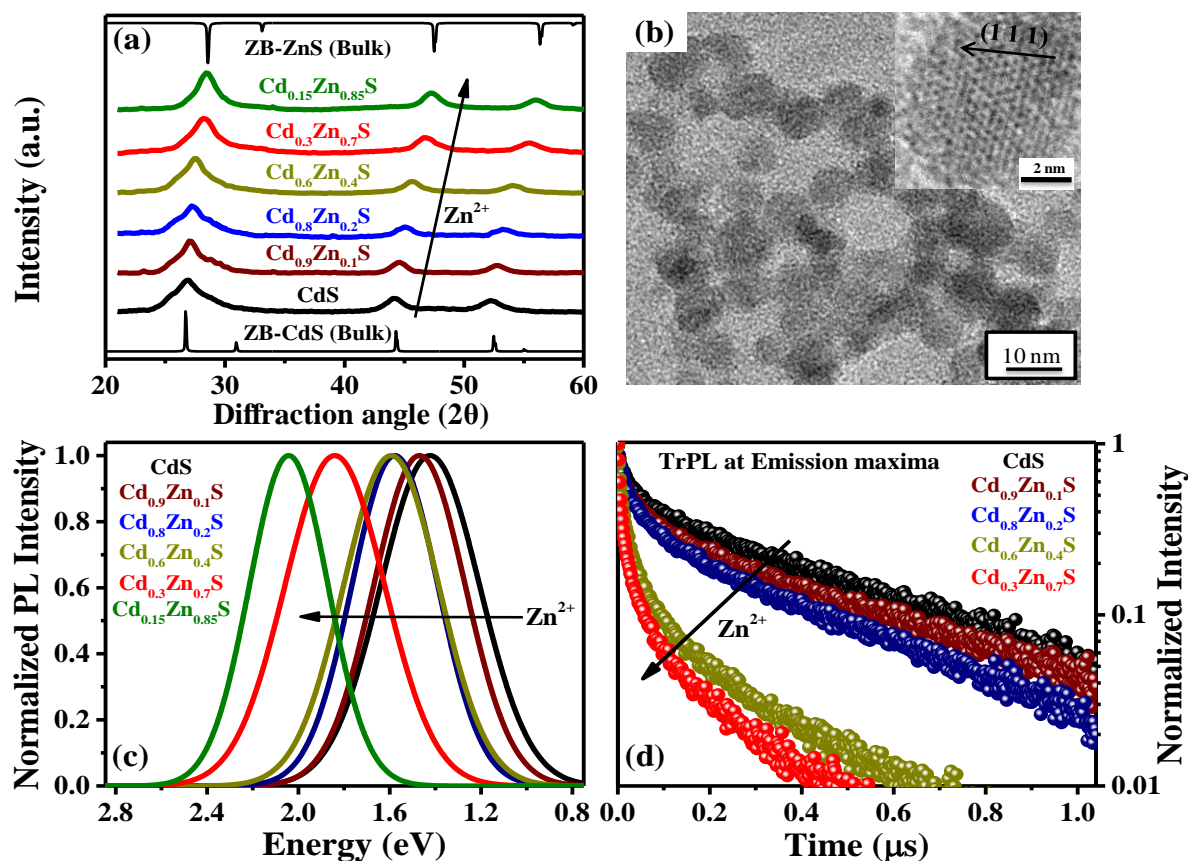 (a)
ZB-ZnS (Bulk)
Cd0.15Zn0.85S
Cd0.3Zn0.7S
Cd0.6Zn0.4S
Cd0.8Zn0.2S
Zn2+
Cd0.9Zn0.1S
CdS
ZB-CdS (Bulk)
20 30 40 50 60
Diffraction angle (2θ)
Intensity (a.u.)
(b)
(1 1 1)
2 nm
10 nm
Normalized PL Intensity
1.0
0.8
0.6
0.4
0.2
0.0
CdS
Cd0.9Zn0.1S
Cd0.8Zn0.2S
Cd0.6Zn0.4S
Cd0.3Zn0.7S
Cd0.15Zn0.85S
Zn2+
(c)
2.8 2.4 2.0 1.6 1.2 0.8
Energy (eV)
TrPL at Emission maxima
CdS
Cd0.9Zn0.1S
Cd0.8Zn0.2S
Cd0.6Zn0.4S
Cd0.3Zn0.7S
Zn2+
(d)
1
0.1
0.01
Normalized Intensity
0.0 0.2 0.4 0.6 0.8 1.0
Time (μs)